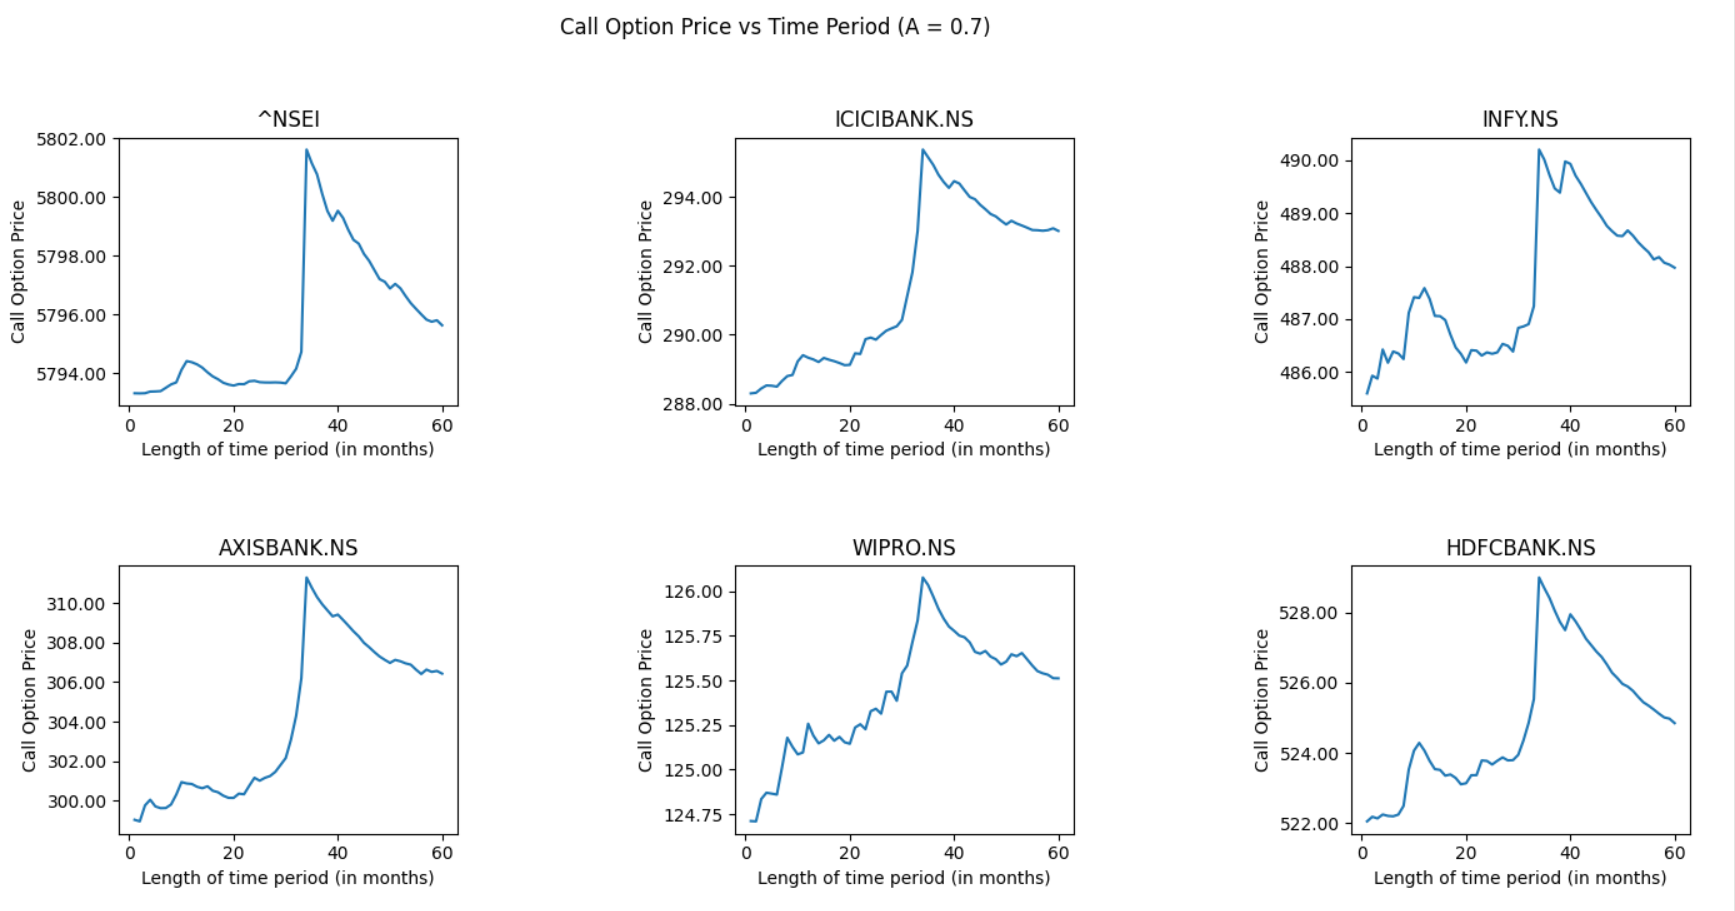 Call Option Price vs Time Period (A = 0.7)
^NSEI
5802.00
5800.00
5798.00
5796.00
5794.00
Call Option Price
0 20 40 60
Length of time period (in months)
ICICIBANK.NS
294.00
292.00
290.00
288.00
Call Option Price
0 20 40 60
Length of time period (in months)
INFY.NS
490.00
489.00
488.00
487.00
486.00
Call Option Price
0 20 40 60
Length of time period (in months)
AXISBANK.NS
310.00
308.00
306.00
304.00
302.00
300.00
Call Option Price
0 20 40 60
Length of time period (in months)
WIPRO.NS
126.00
125.75
125.50
125.25
125.00
124.75
Call Option Price
0 20 40 60
Length of time period (in months)
HDFCBANK.NS
528.00
526.00
524.00
522.00
Call Option Price
0 20 40 60
Length of time period (in months)